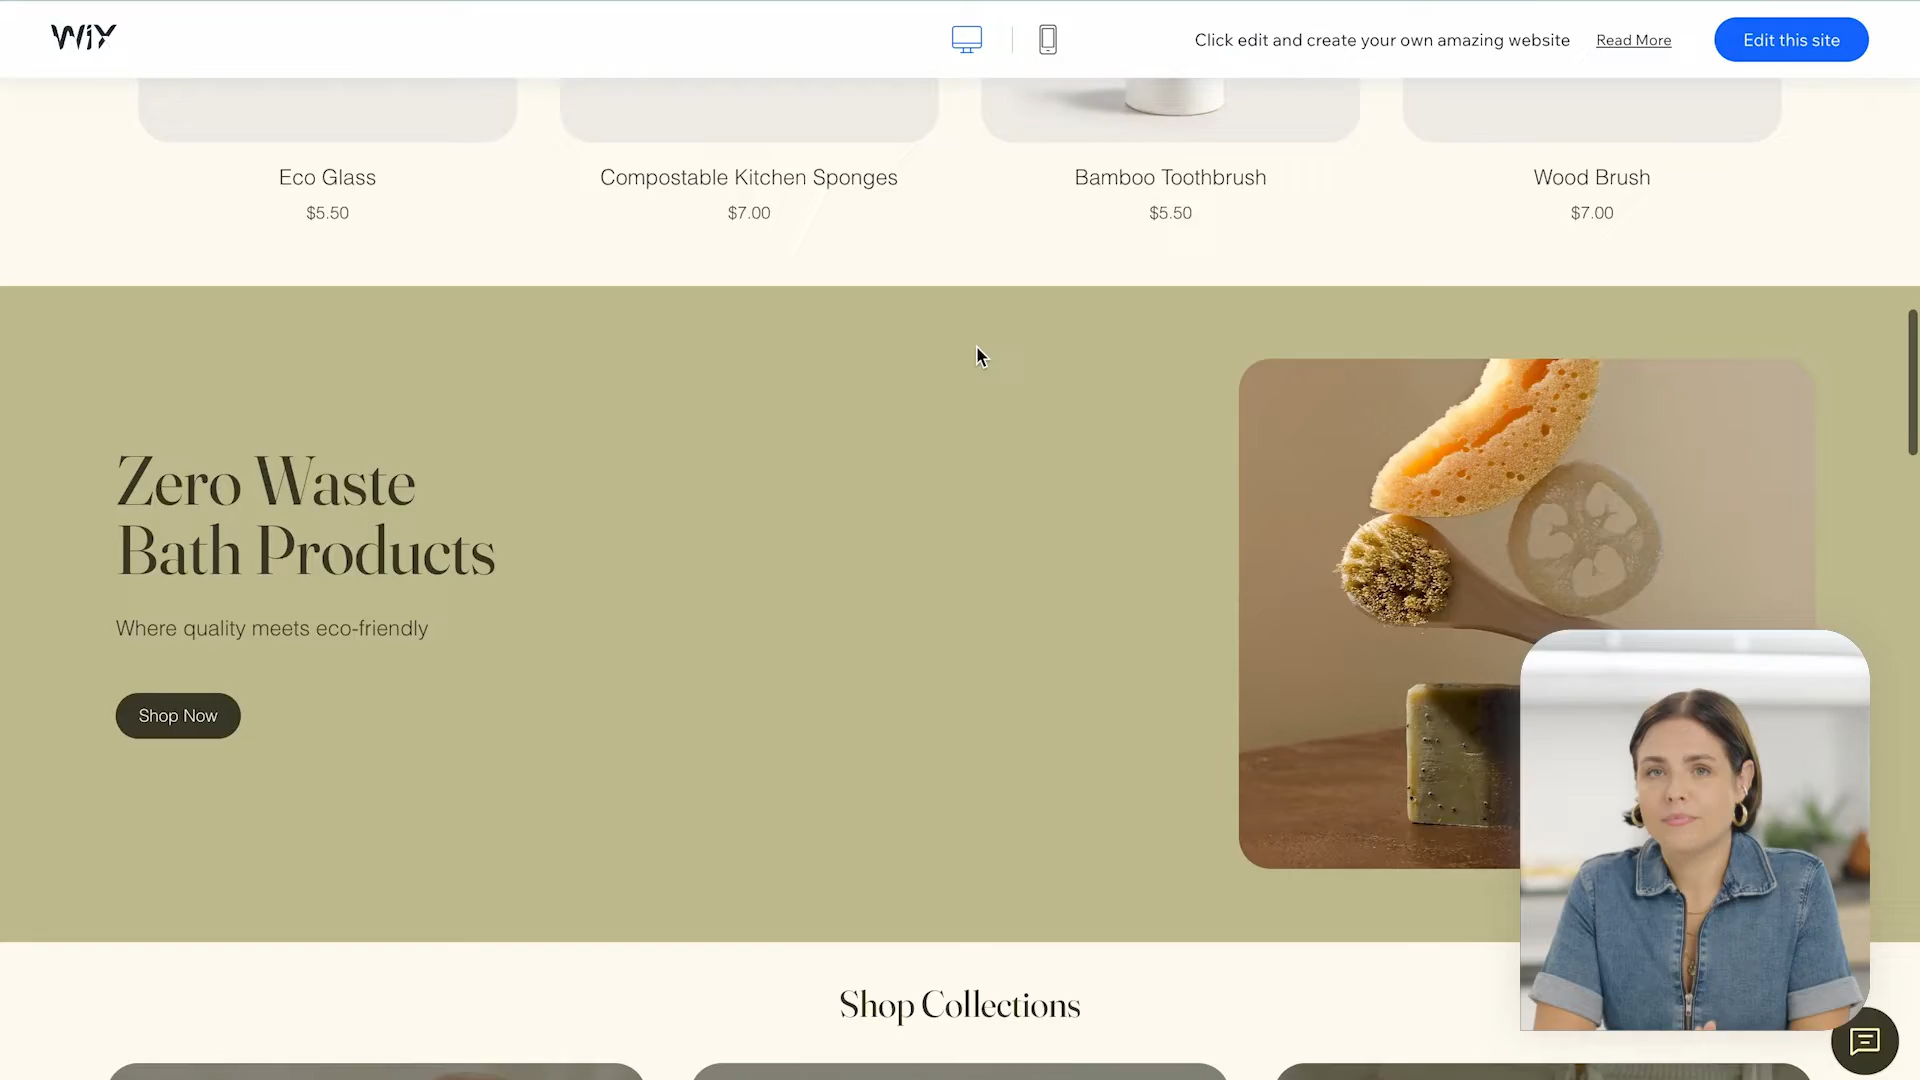 WiX
Click edit and create your own amazing website Read More Edit this site
Eco Glass
$5.50
Compostable Kitchen Sponges
$7.00
Bamboo Toothbrush
$5.50
Wood Brush
$7.00
Zero Waste
Bath Products
Where quality meets eco-friendly
Shop Now
Shop Collections